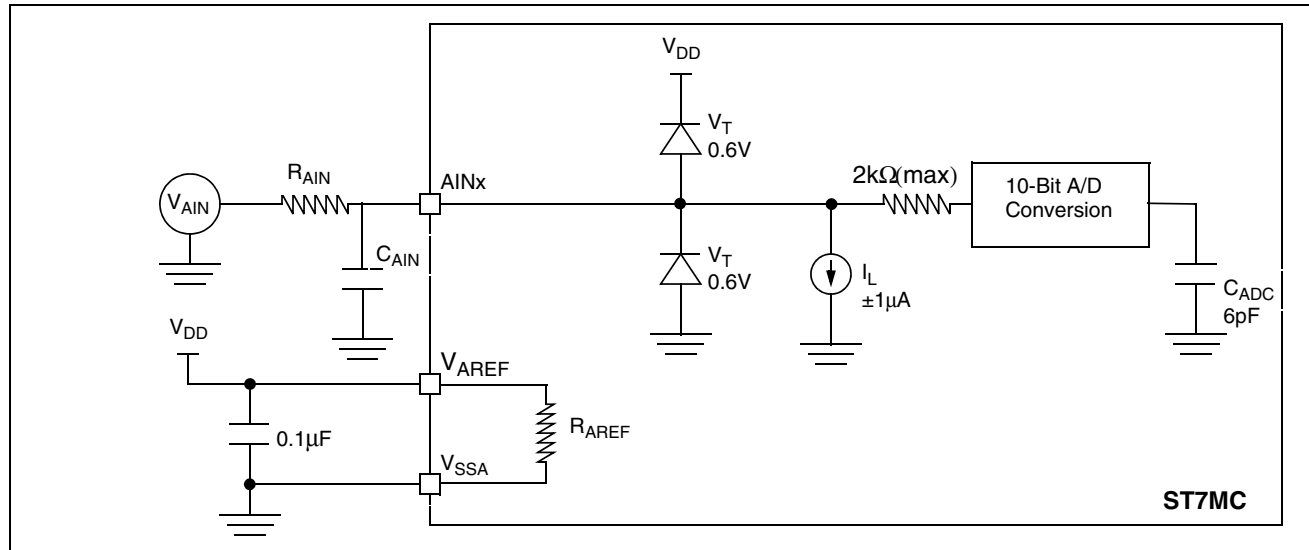 V_DD
V_T
0.6V
R_AIN
AINx
2kΩ(max)
10-Bit A/D
Conversion
V_AIN
C_AIN
V_T
0.6V
I_L
±1μA
C_ADC
6pF
V_DD
V_AREF
0.1μF
R_AREF
V_SSA
ST7MC